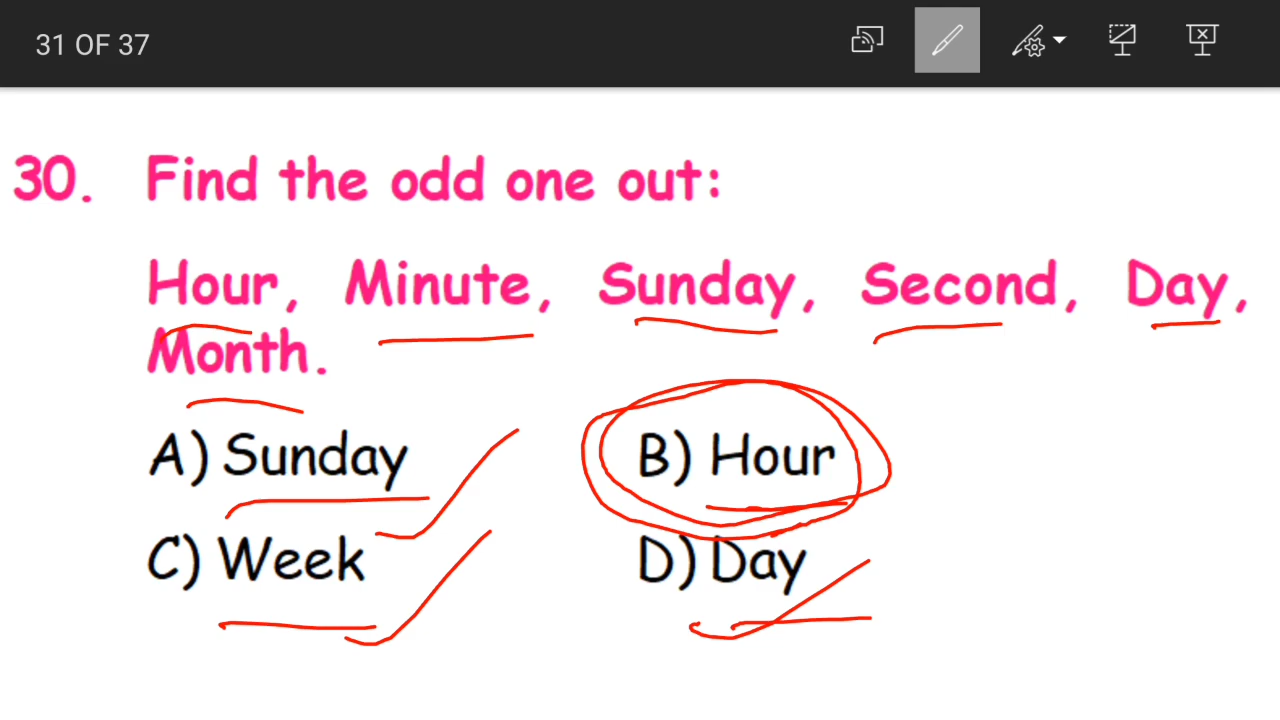 31 OF 37
30. Find the odd one out:
Hour, Minute, Sunday, Second, Day,
Month.
A) Sunday B) Hour
C) Week D) Day